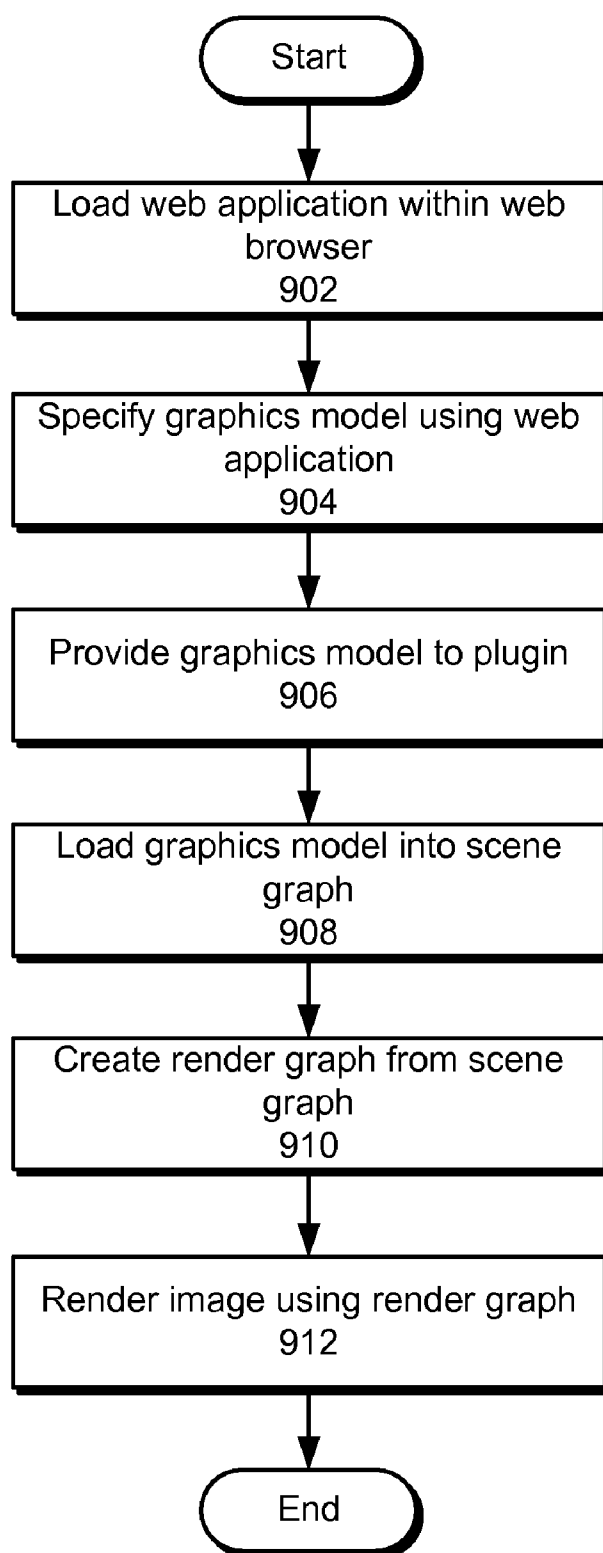 Start
Load web application within web
browser
902
Specify graphics model using web
application
904
Provide graphics model to plugin
906
Load graphics model into scene
graph
908
Create render graph from scene
graph
910
Render image using render graph
912
End